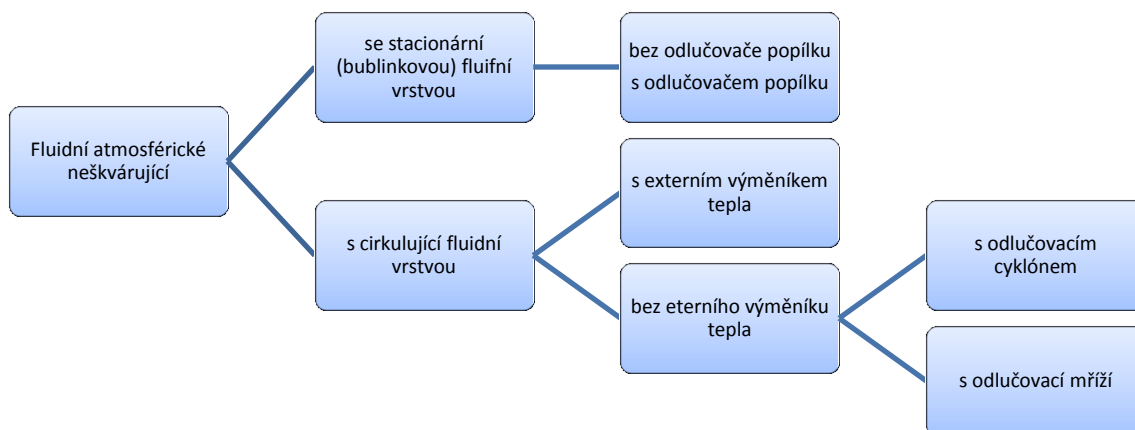 Fluidní atmosférické
neškvárující
se stacionární
(bublinkovou) fluifní
vrstvou
bez odlučovače popílku
s odlučovačem popílku
s cirkulující fluidní
vrstvou
s externím výměníkem
tepla
bez eterního výměníku
tepla
s odlučovacím
cyklónem
s odlučovací mříží